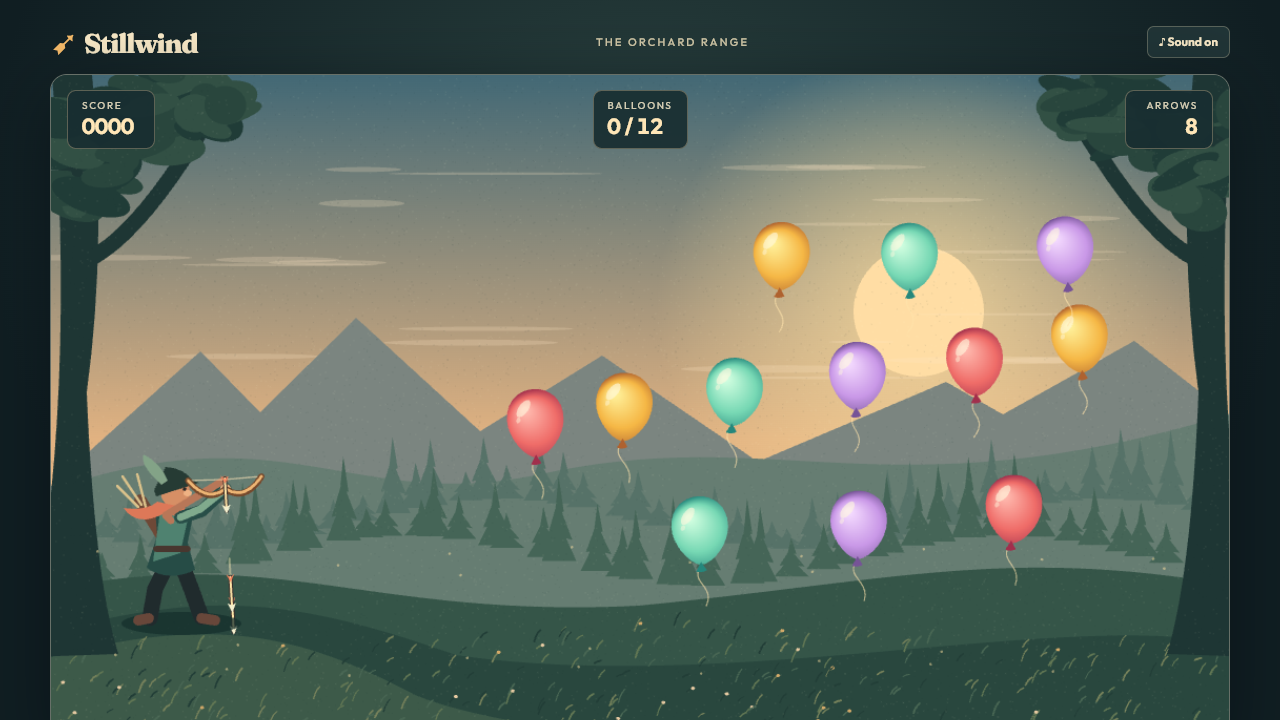 Stillwind
THE ORCHARD RANGE
♪ Sound on
SCORE
0000
BALLOONS
0 / 12
ARROWS
8